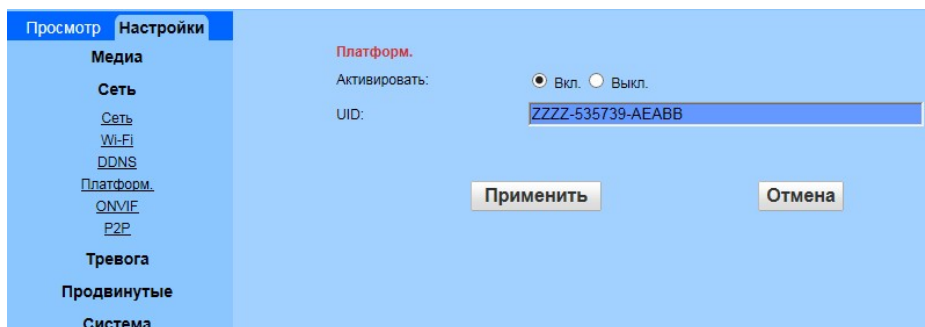 Просмотр Настройки
Медиа
Сеть
Сеть
Wi-Fi
DDNS
Платформ.
ONVIF
P2P
Тревога
Продвинутые
Система
Платформ.
Активировать: Вкл. Выкл.
UID: ZZZZ-535739-AEABB
Применить Отмена